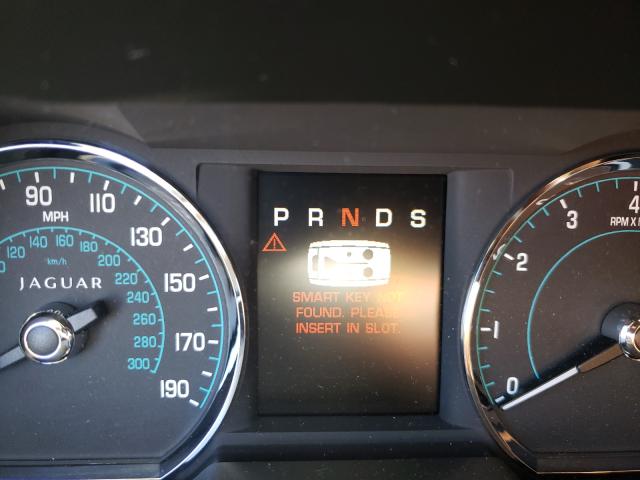 90 110 130 150 170 190
MPH
120 140 160 180 200 220 240 260 280 300
km/h
JAGUAR
P R N D S
SMART KEY NOT
FOUND. PLEASE
INSERT IN SLOT.
0 1 2 3 4
RPM X